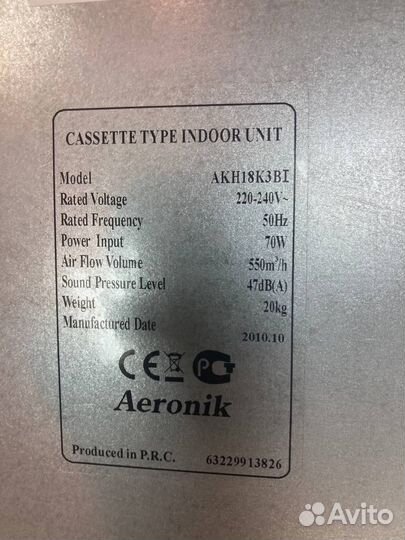 CASSETTE TYPE INDOOR UNIT
Model AKH18K3BI
Rated Voltage 220-240V~
Rated Frequency 50Hz
Power Input 70W
Air Flow Volume 550m³/h
Sound Pressure Level 47dB(A)
Weight 20kg
Manufactured Date 2010.10
CE PG
Aeronik
Produced in P.R.C. 63229913826
Avito